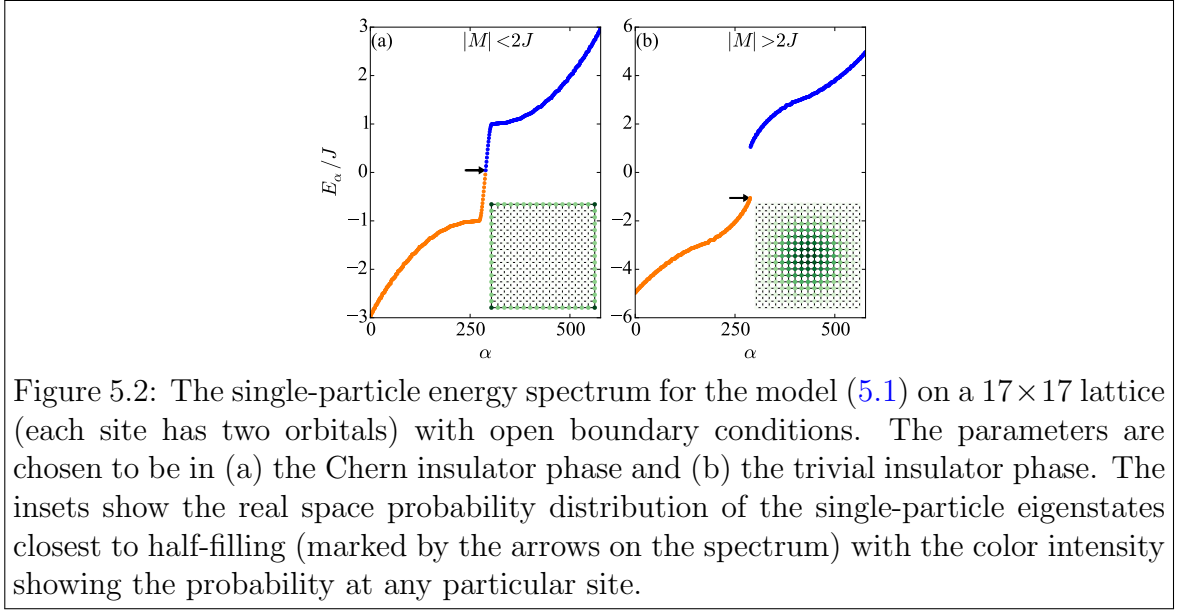 (a) |M| <2J
3
2
1
0
−1
−2
−3
0 250 500
α
E_α/J
(b) |M| >2J
6
4
2
0
−2
−4
−6
0 250 500
α
Figure 5.2: The single-particle energy spectrum for the model (5.1) on a 17×17 lattice
(each site has two orbitals) with open boundary conditions. The parameters are
chosen to be in (a) the Chern insulator phase and (b) the trivial insulator phase. The
insets show the real space probability distribution of the single-particle eigenstates
closest to half-filling (marked by the arrows on the spectrum) with the color intensity
showing the probability at any particular site.